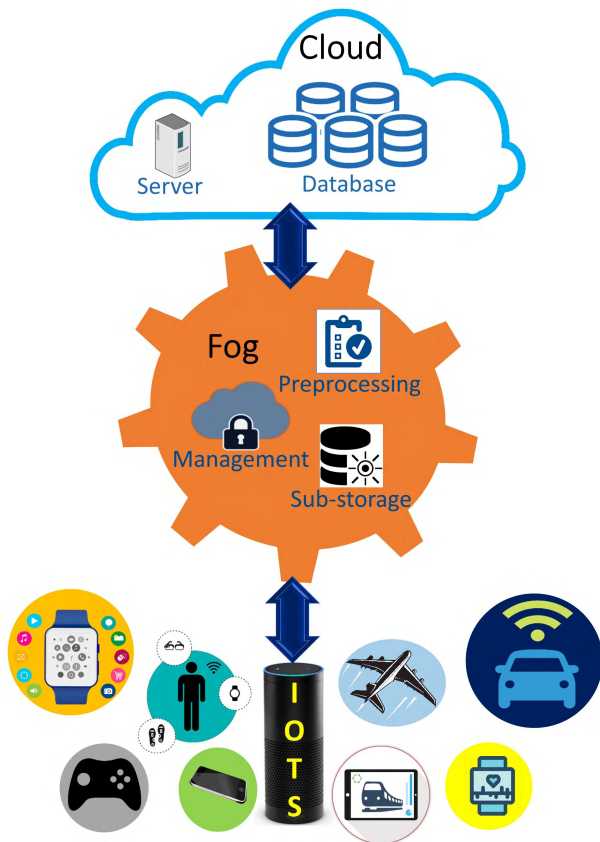 Cloud
Server
Database
Fog
Preprocessing
Management
Sub-storage
I
O
T
S